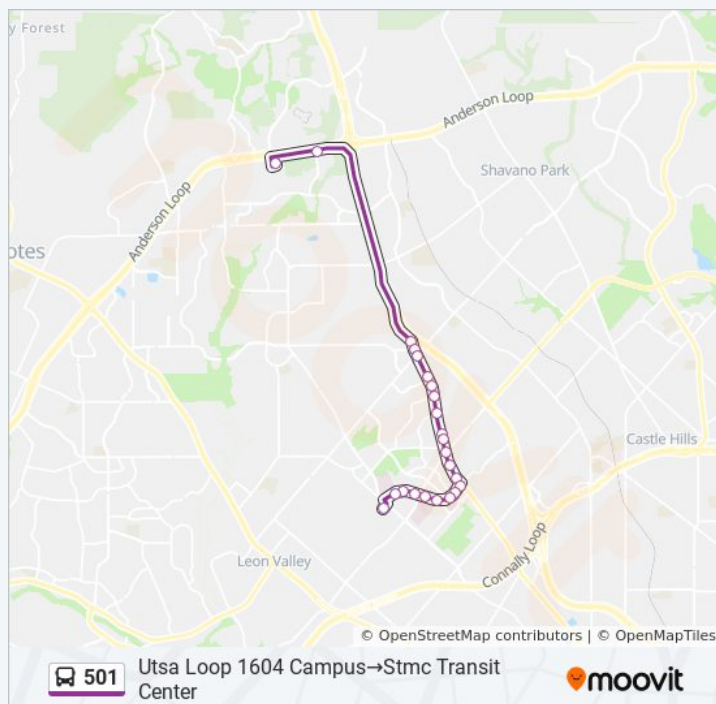 y Forest
Anderson Loop
Shavano Park
Anderson Loop
otes
Castle Hills
Connally Loop
Leon Valley
© OpenStreetMap contributors | © OpenMapTiles
501
Utsa Loop 1604 Campus→Stmc Transit
Center
moovit